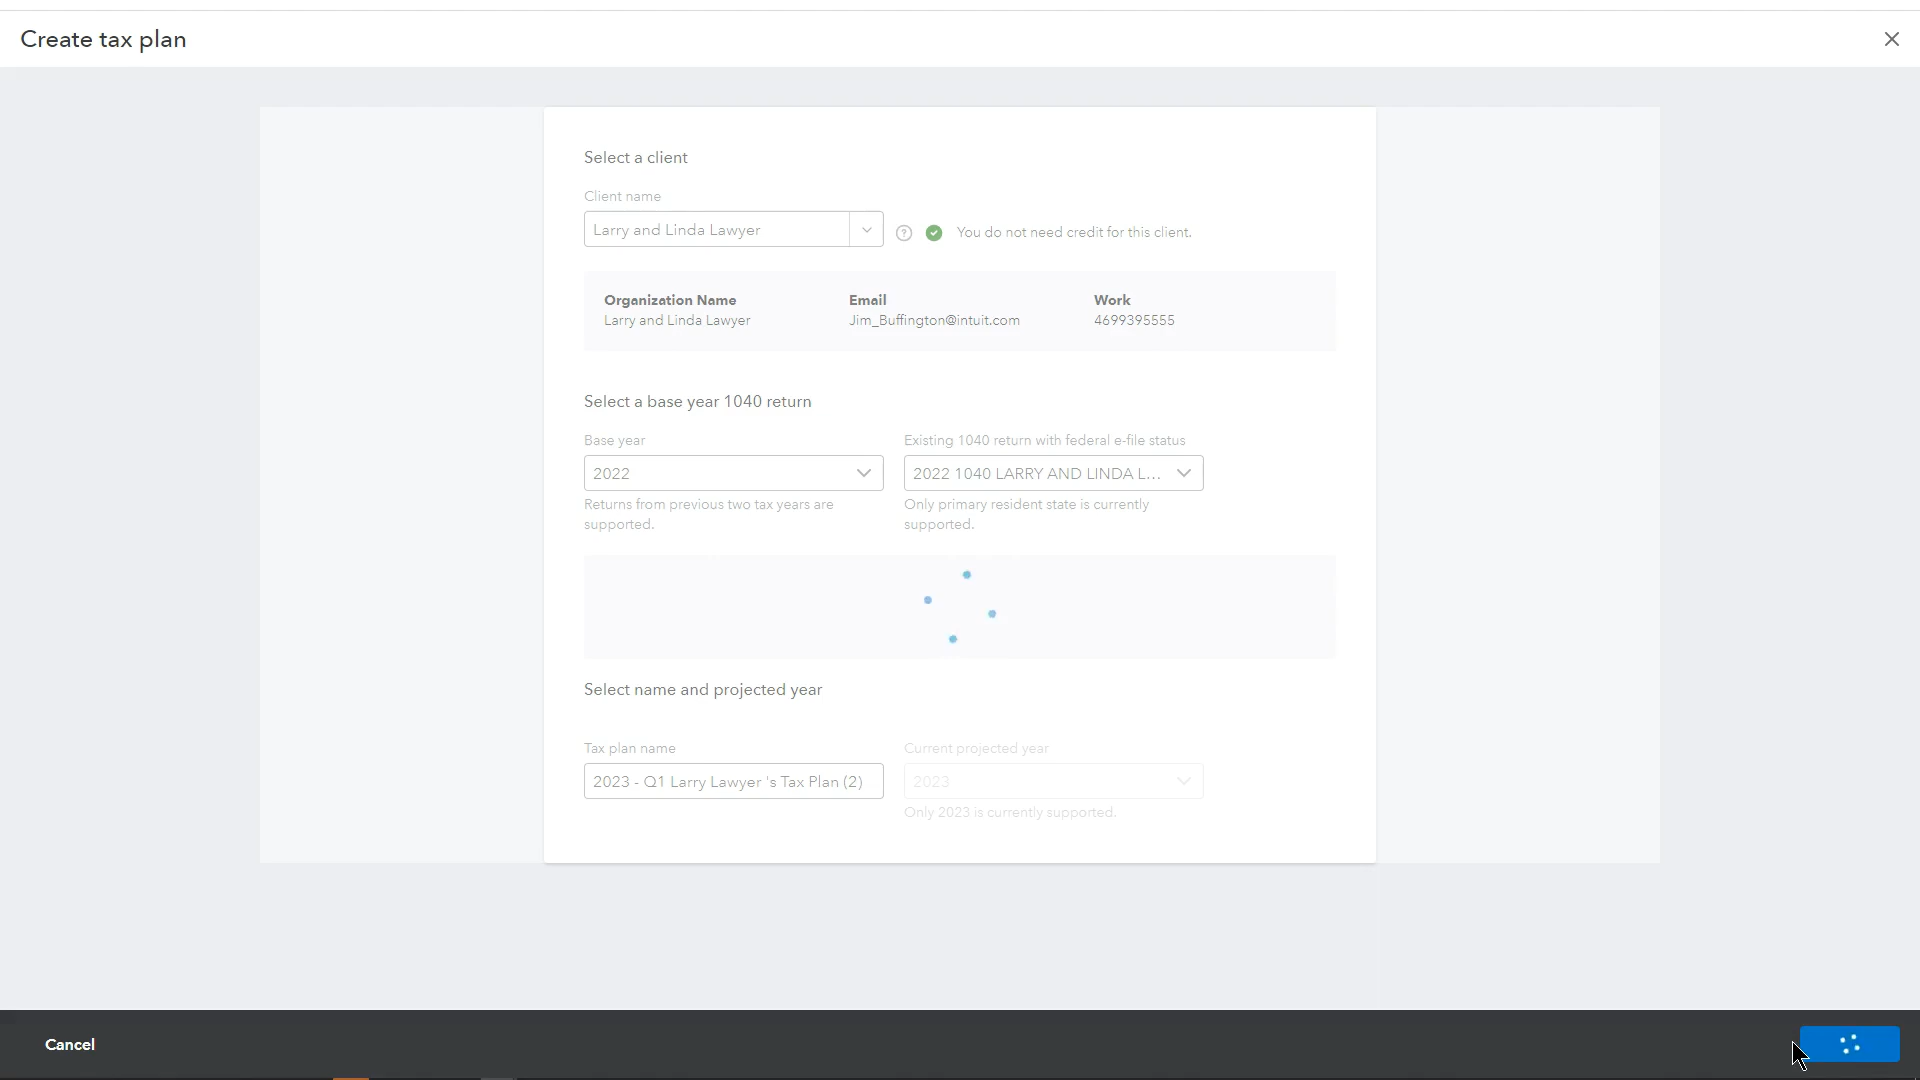 Create tax plan
Select a client
Client name
Larry and Linda Lawyer
? You do not need credit for this client.
Organization Name Email Work
Larry and Linda Lawyer Jim_Buffington@intuit.com 4699395555
Select a base year 1040 return
Base year Existing 1040 return with federal e-file status
2022 2022 1040 LARRY AND LINDA L...
Returns from previous two tax years are Only primary resident state is currently
supported. supported.
Select name and projected year
Tax plan name Current projected year
2023 - Q1 Larry Lawyer 's Tax Plan (2) 2023
Only 2023 is currently supported.
Cancel